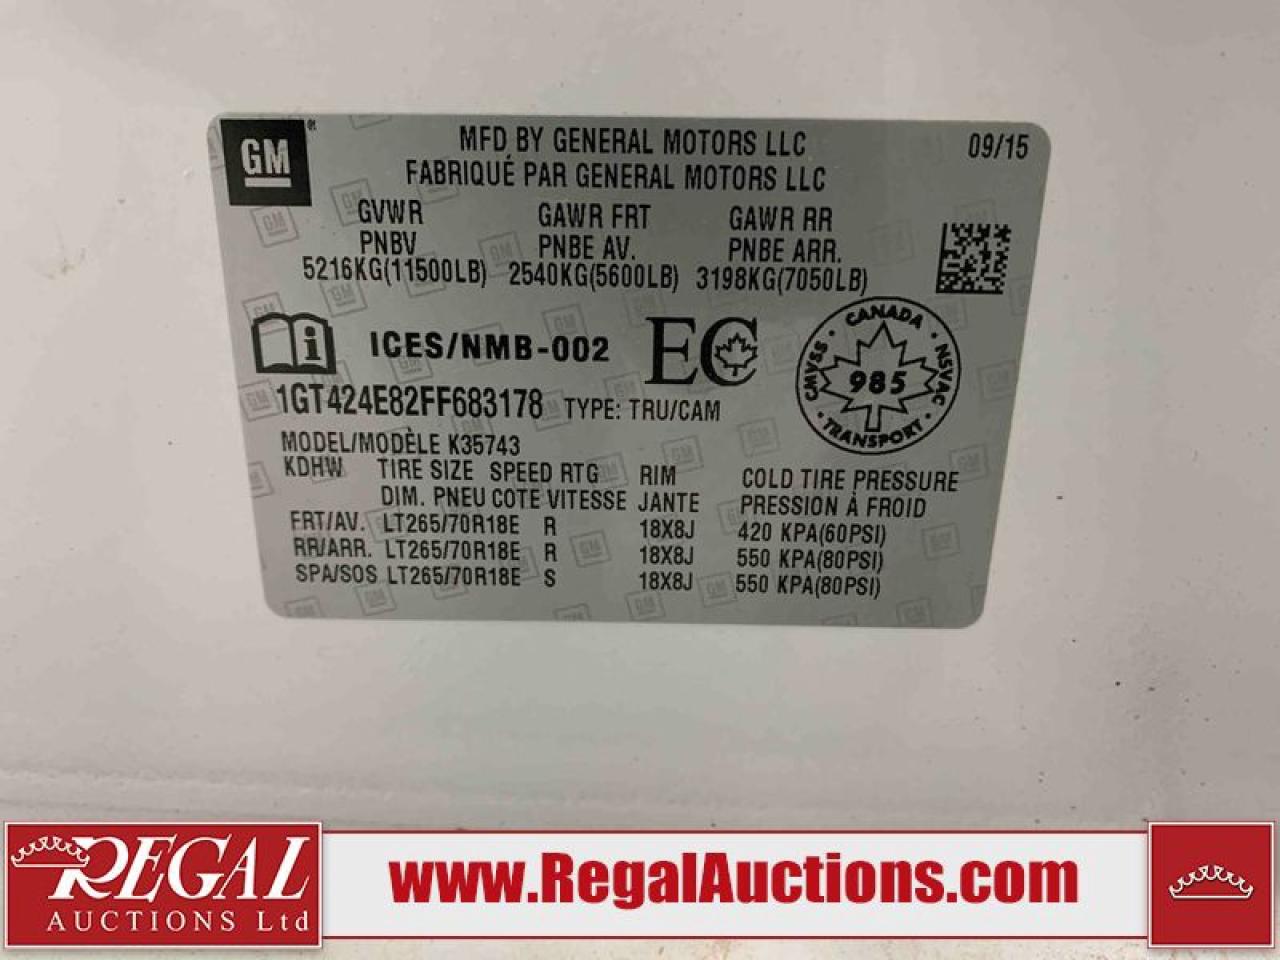 GM®
MFD BY GENERAL MOTORS LLC 09/15
FABRIQUÉ PAR GENERAL MOTORS LLC
GVWR GAWR FRT GAWR RR
PNBV PNBE AV. PNBE ARR.
5216KG(11500LB) 2540KG(5600LB) 3198KG(7050LB)
i ICES/NMB-002 EC
CANADA
CMVSS 985 NSVAC
TRANSPORT
1GT424E82FF683178 TYPE: TRU/CAM
MODEL/MODÈLE K35743
KDHW TIRE SIZE SPEED RTG RIM COLD TIRE PRESSURE
DIM. PNEU COTE VITESSE JANTE PRESSION À FROID
FRT/AV. LT265/70R18E R 18X8J 420 KPA(60PSI)
RR/ARR. LT265/70R18E R 18X8J 550 KPA(80PSI)
SPA/SOS LT265/70R18E S 18X8J 550 KPA(80PSI)
REGAL
AUCTIONS Ltd
www.RegalAuctions.com